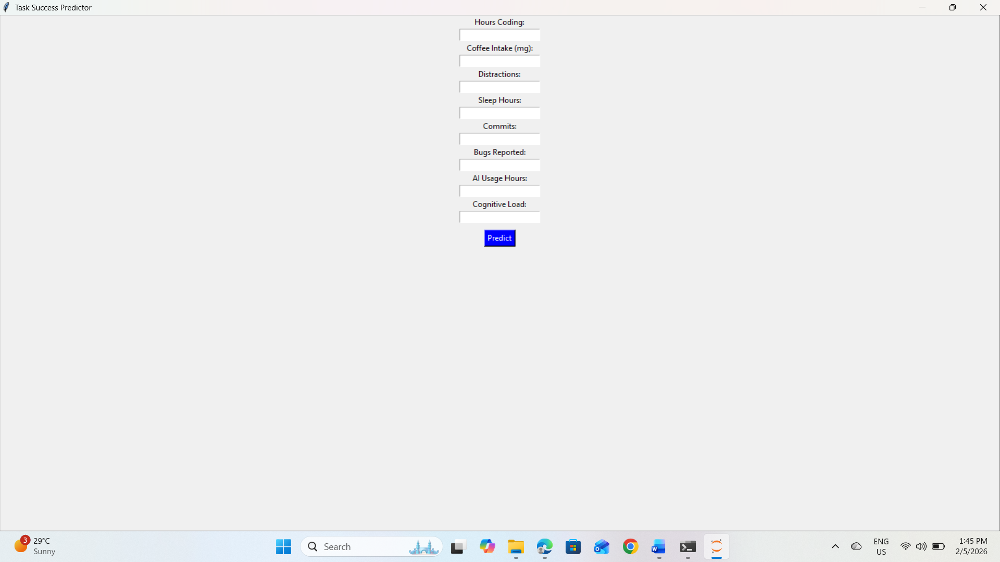 Task Success Predictor
Hours Coding:
Coffee Intake (mg):
Distractions:
Sleep Hours:
Commits:
Bugs Reported:
AI Usage Hours:
Cognitive Load:
Predict
3
29°C
Sunny
Search
ENG
US
1:45 PM
2/5/2026